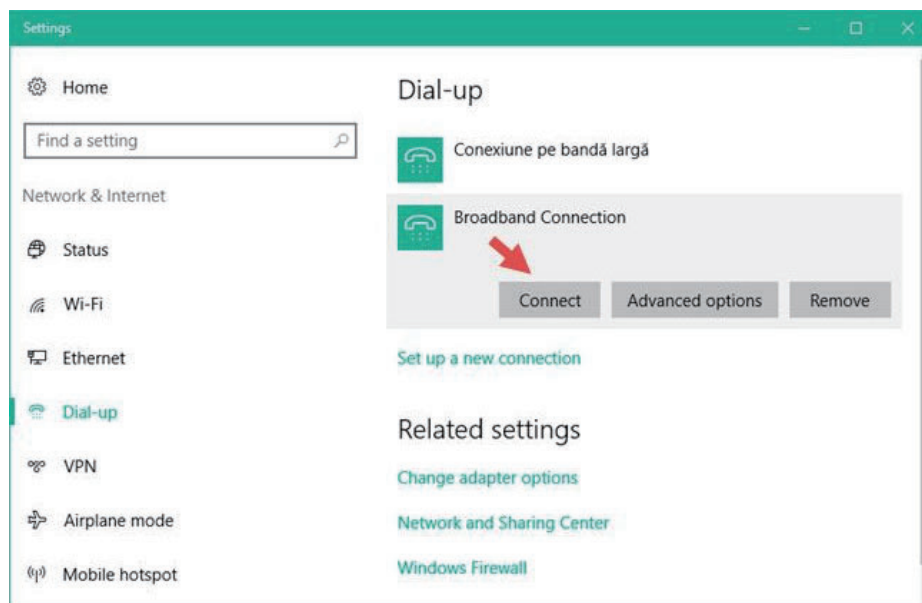 Settings
Home
Find a setting
Network & Internet
Status
Wi-Fi
Ethernet
Dial-up
VPN
Airplane mode
Mobile hotspot
Dial-up
Conexiune pe bandă largă
Broadband Connection
Connect Advanced options Remove
Set up a new connection
Related settings
Change adapter options
Network and Sharing Center
Windows Firewall